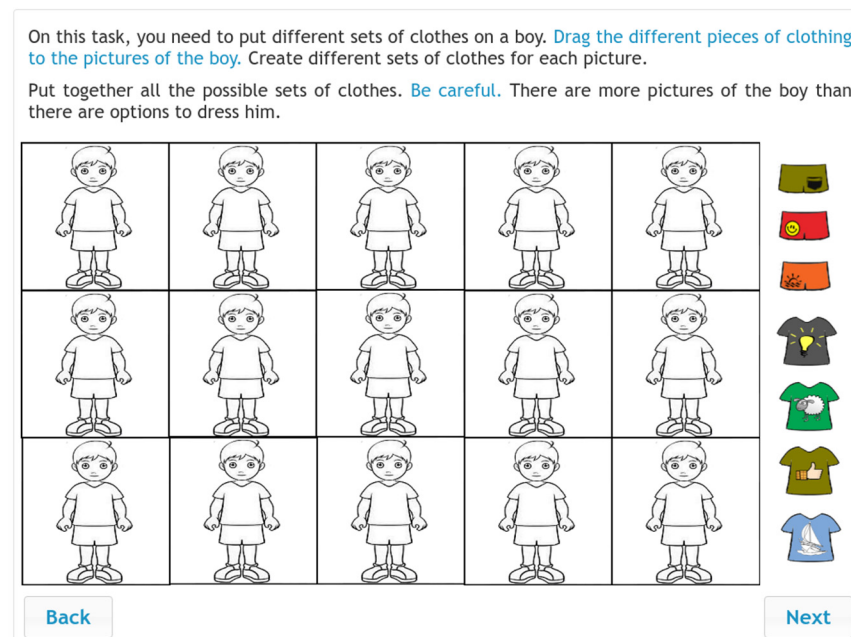 On this task, you need to put different sets of clothes on a boy. Drag the different pieces of clothing
to the pictures of the boy. Create different sets of clothes for each picture.
Put together all the possible sets of clothes. Be careful. There are more pictures of the boy than
there are options to dress him.
Back
Next